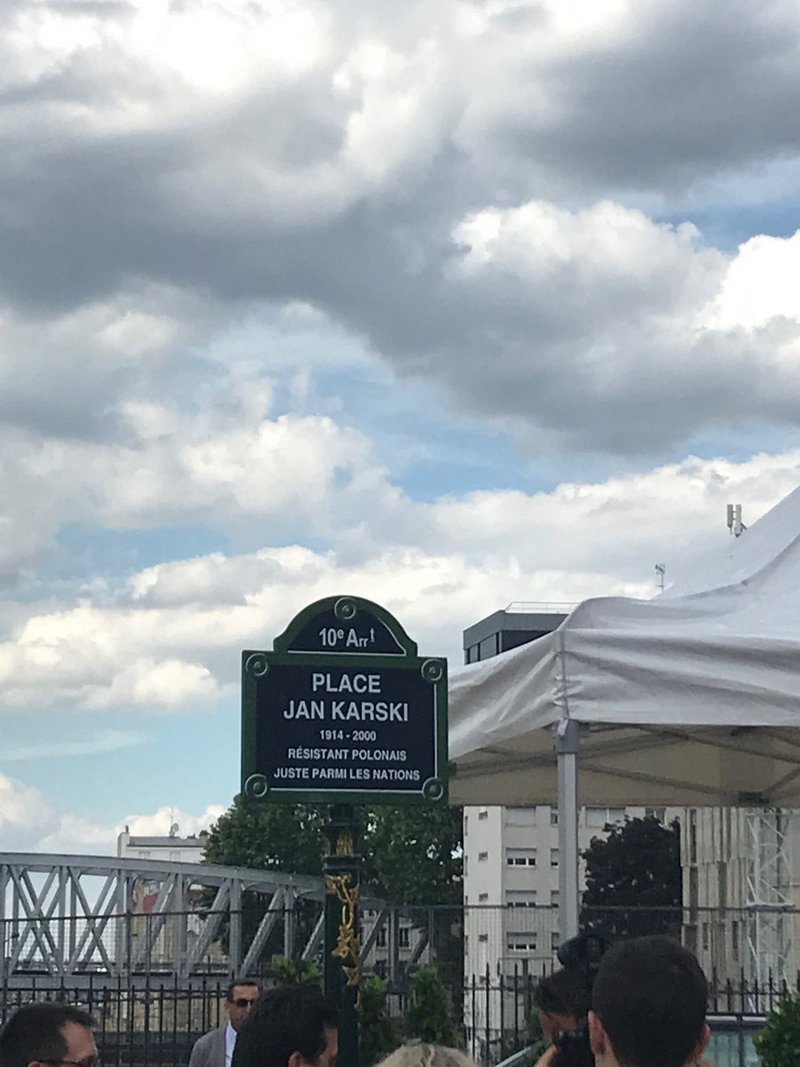 10e Arrt
PLACE
JAN KARSKI
1914 - 2000
RÉSISTANT POLONAIS
JUSTE PARMI LES NATIONS